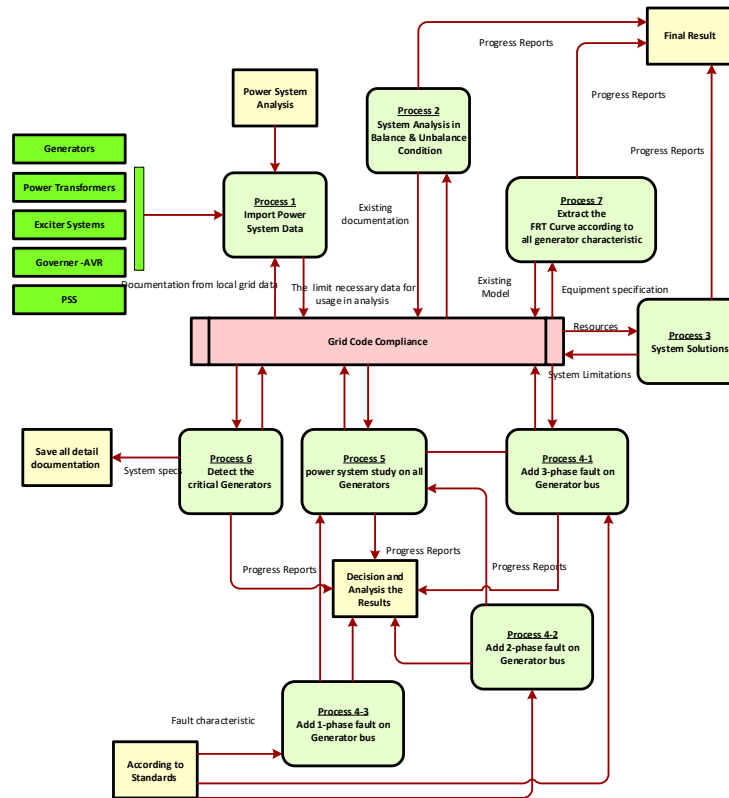 Final Result
Progress Reports
Power System
Analysis
Process 2
System Analysis in
Balance & Unbalance
Condition
Progress Reports
Progress Reports
Generators
Power Transformers
Exciter Systems
Governer -AVR
PSS
Process 1
Import Power
System Data
Existing
documentation
Process 7
Extract the
FRT Curve according to
all generator characteristic
Documentation from local grid data
The limit necessary data for
usage in analysis
Existing
Model
Equipment specification
Grid Code Compliance
Resources
Process 3
System Solutions
System Limitations
Save all detail
documentation
System specs
Process 6
Detect the
critical Generators
Process 5
power system study on all
Generators
Process 4-1
Add 3-phase fault on
Generator bus
Progress Reports
Progress Reports
Progress Reports
Decision and
Analysis the
Results
Process 4-2
Add 2-phase fault on
Generator bus
Process 4-3
Add 1-phase fault on
Generator bus
Fault characteristic
According to
Standards